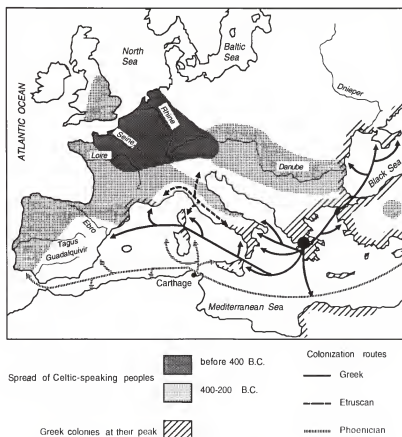 North
Sea
Baltic
Sea
Dnieper
ATLANTIC OCEAN
Rhine
Seine
Loire
Danube
Black Sea
Ebro
Tagus
Guadalquivir
Carthage
Mediterranean Sea
Spread of Celtic-speaking peoples
before 400 B.C.
400-200 B.C.
Greek colonies at their peak
Colonization routes
Greek
Etruscan
Phoenician